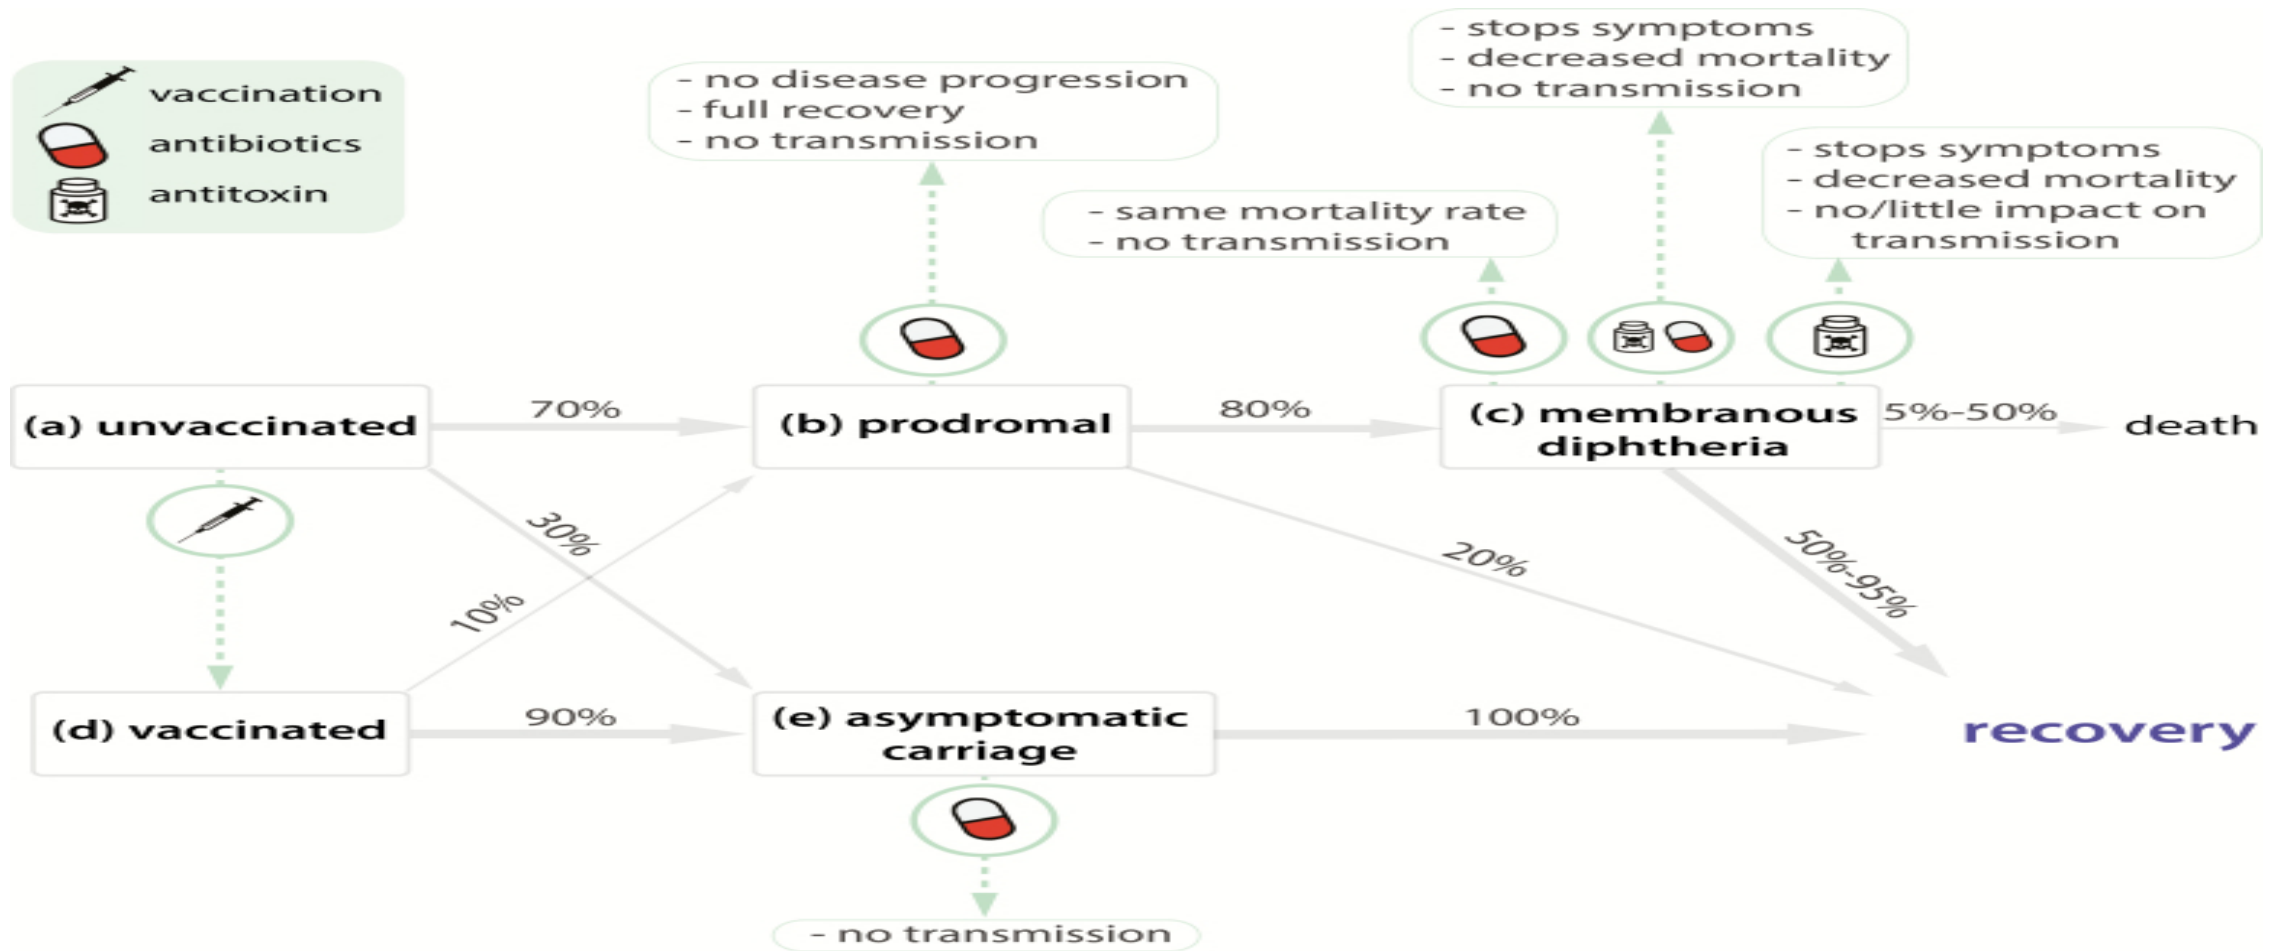 vaccination
antibiotics
antitoxin
- no disease progression
- full recovery
- no transmission
- same mortality rate
- no transmission
- stops symptoms
- decreased mortality
- no transmission
- stops symptoms
- decreased mortality
- no/little impact on
transmission
(a) unvaccinated
70%
(b) prodromal
80%
(c) membranous
diphtheria
5%-50%
death
30%
10%
20%
50%-95%
(d) vaccinated
90%
(e) asymptomatic
carriage
100%
recovery
- no transmission